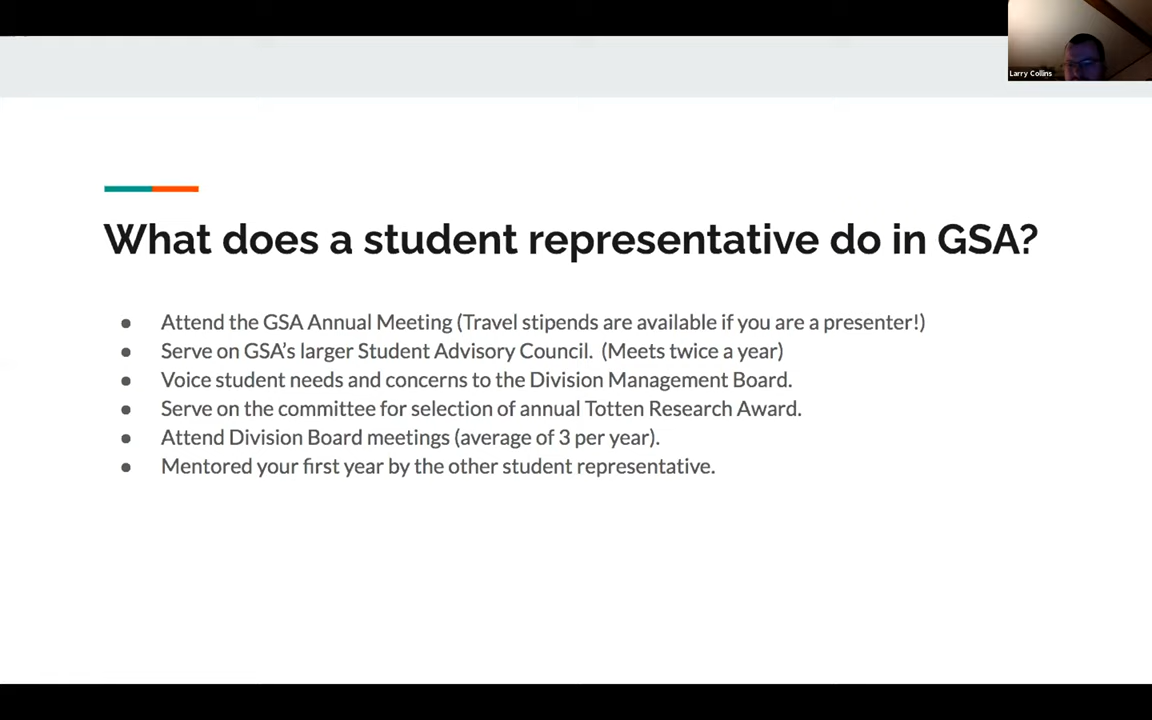 Larry Collins
What does a student representative do in GSA?
● Attend the GSA Annual Meeting (Travel stipends are available if you are a presenter!)
● Serve on GSA's larger Student Advisory Council. (Meets twice a year)
● Voice student needs and concerns to the Division Management Board.
● Serve on the committee for selection of annual Totten Research Award.
● Attend Division Board meetings (average of 3 per year).
● Mentored your first year by the other student representative.